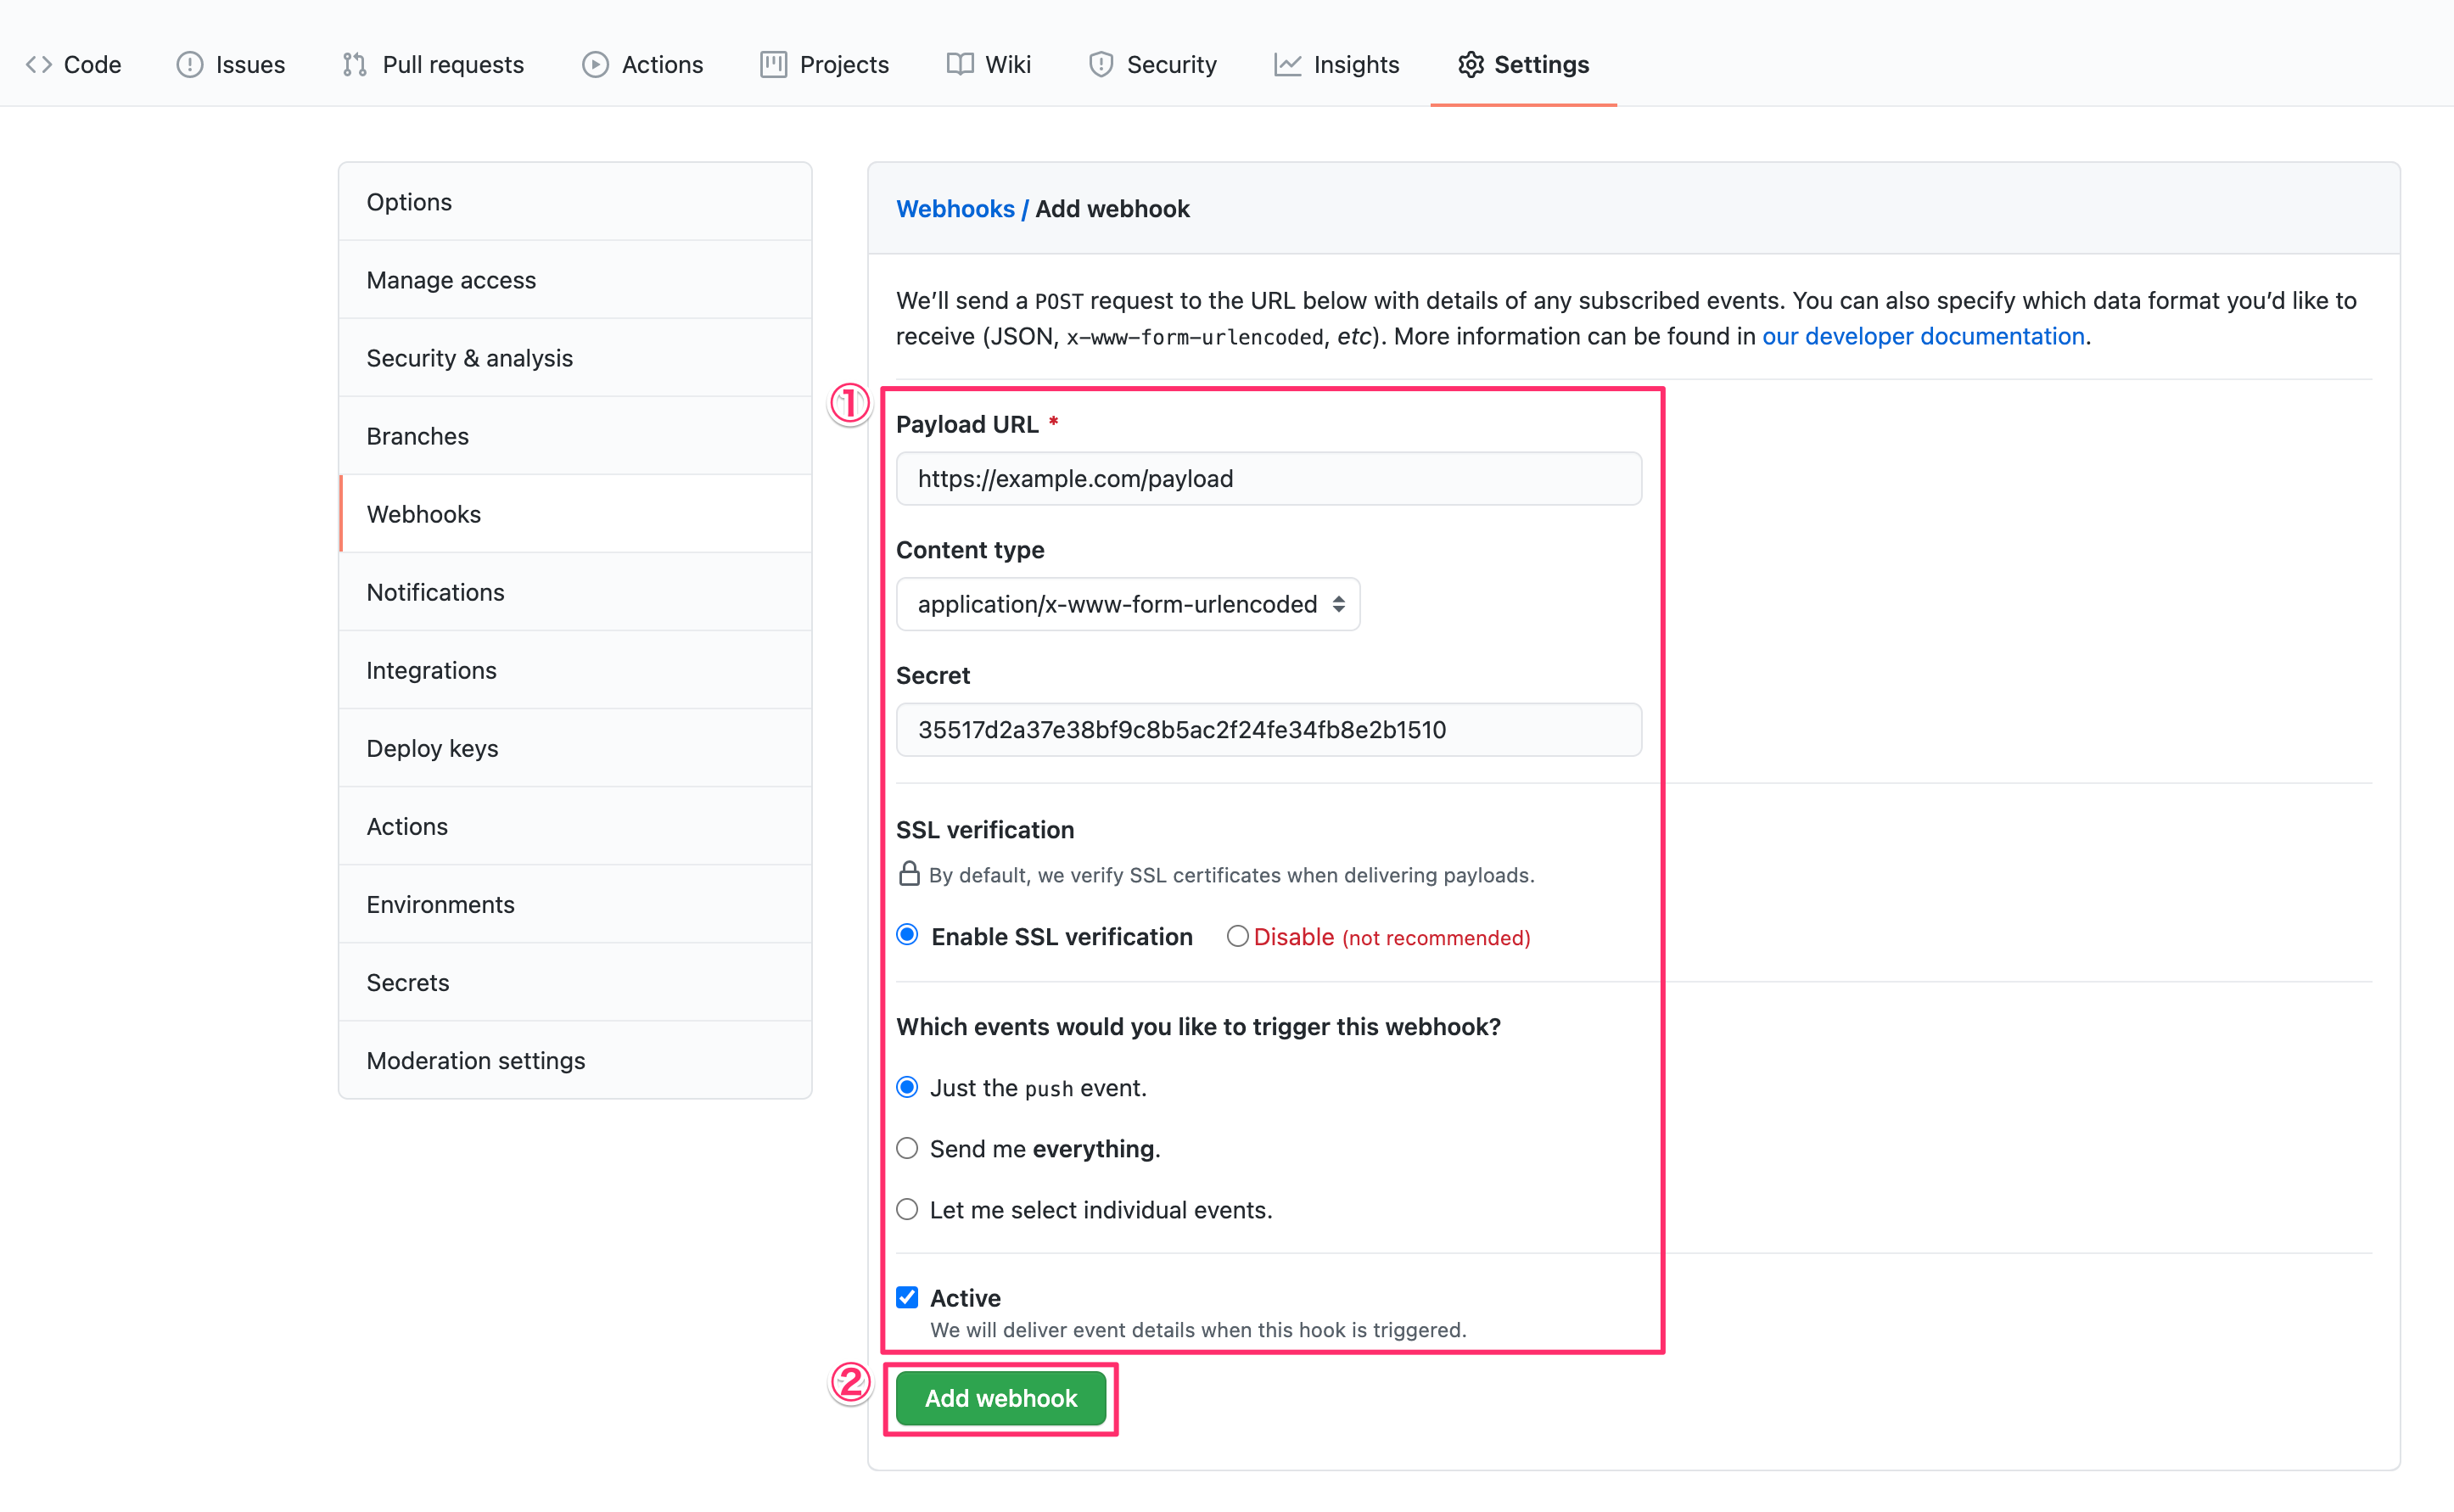 Code Issues Pull requests Actions Projects Wiki Security Insights Settings
Options
Manage access
Security & analysis
Branches
Webhooks
Notifications
Integrations
Deploy keys
Actions
Environments
Secrets
Moderation settings
Webhooks / Add webhook
We’ll send a POST request to the URL below with details of any subscribed events. You can also specify which data format you’d like to
receive (JSON, x-www-form-urlencoded, etc). More information can be found in our developer documentation.
①
Payload URL *
https://example.com/payload
Content type
application/x-www-form-urlencoded
Secret
35517d2a37e38bf9c8b5ac2f24fe34fb8e2b1510
SSL verification
By default, we verify SSL certificates when delivering payloads.
Enable SSL verification Disable (not recommended)
Which events would you like to trigger this webhook?
Just the push event.
Send me everything.
Let me select individual events.
Active
We will deliver event details when this hook is triggered.
②
Add webhook